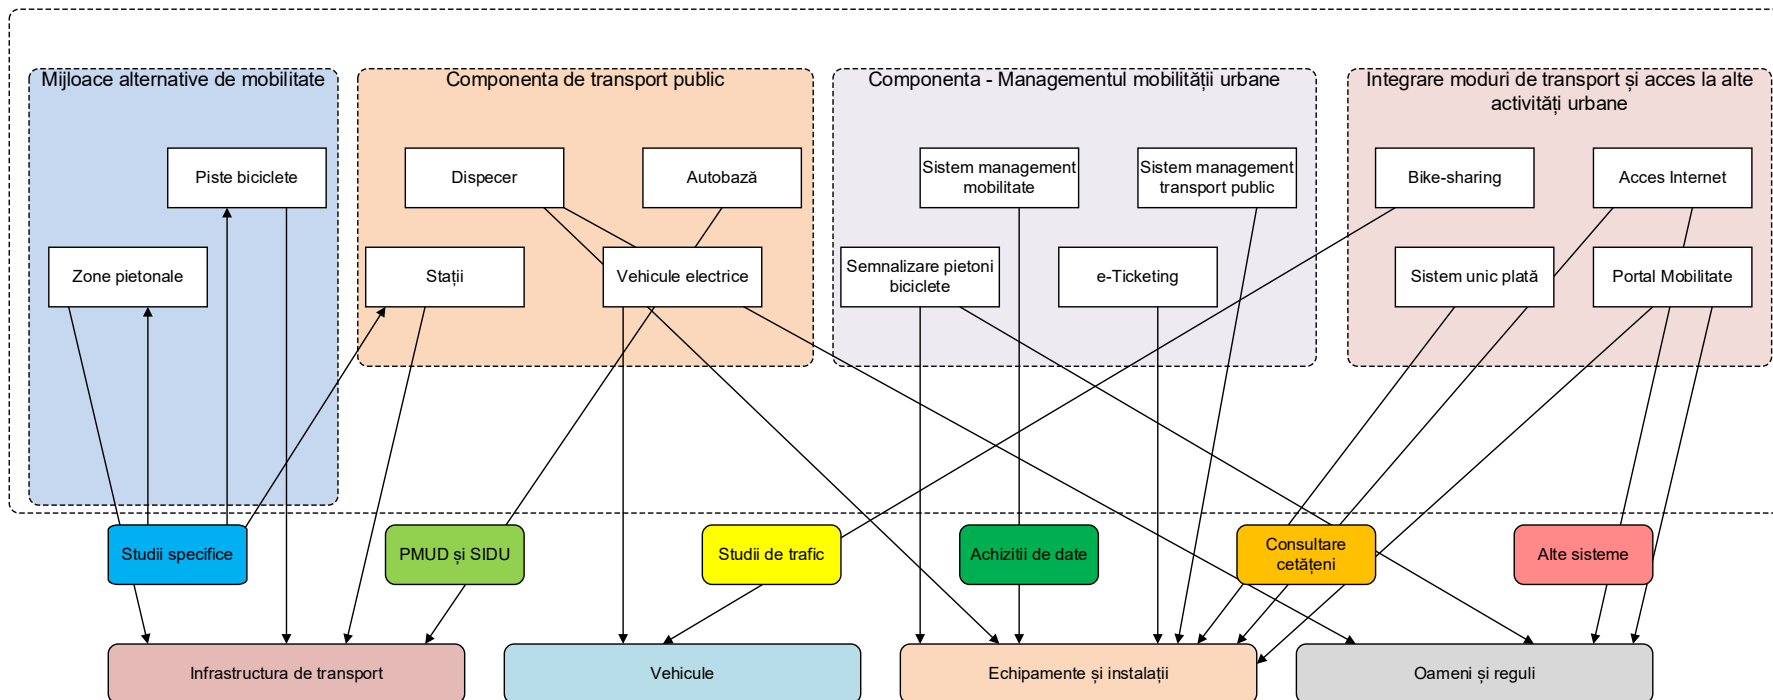 Mijloace alternative de mobilitate
Componenta de transport public
Componenta - Managementul mobilității urbane
Integrare moduri de transport și acces la alte
activități urbane
Piste biciclete
Dispecer
Autobază
Sistem management
mobilitate
Sistem management
transport public
Bike-sharing
Acces Internet
Zone pietonale
Stații
Vehicule electrice
Semnalizare pietoni
biciclete
e-Ticketing
Sistem unic plată
Portal Mobilitate
Studii specifice
PMUD și SIDU
Studii de trafic
Achizitii de date
Consultare
cetățeni
Alte sisteme
Infrastructura de transport
Vehicule
Echipamente și instalații
Oameni și reguli